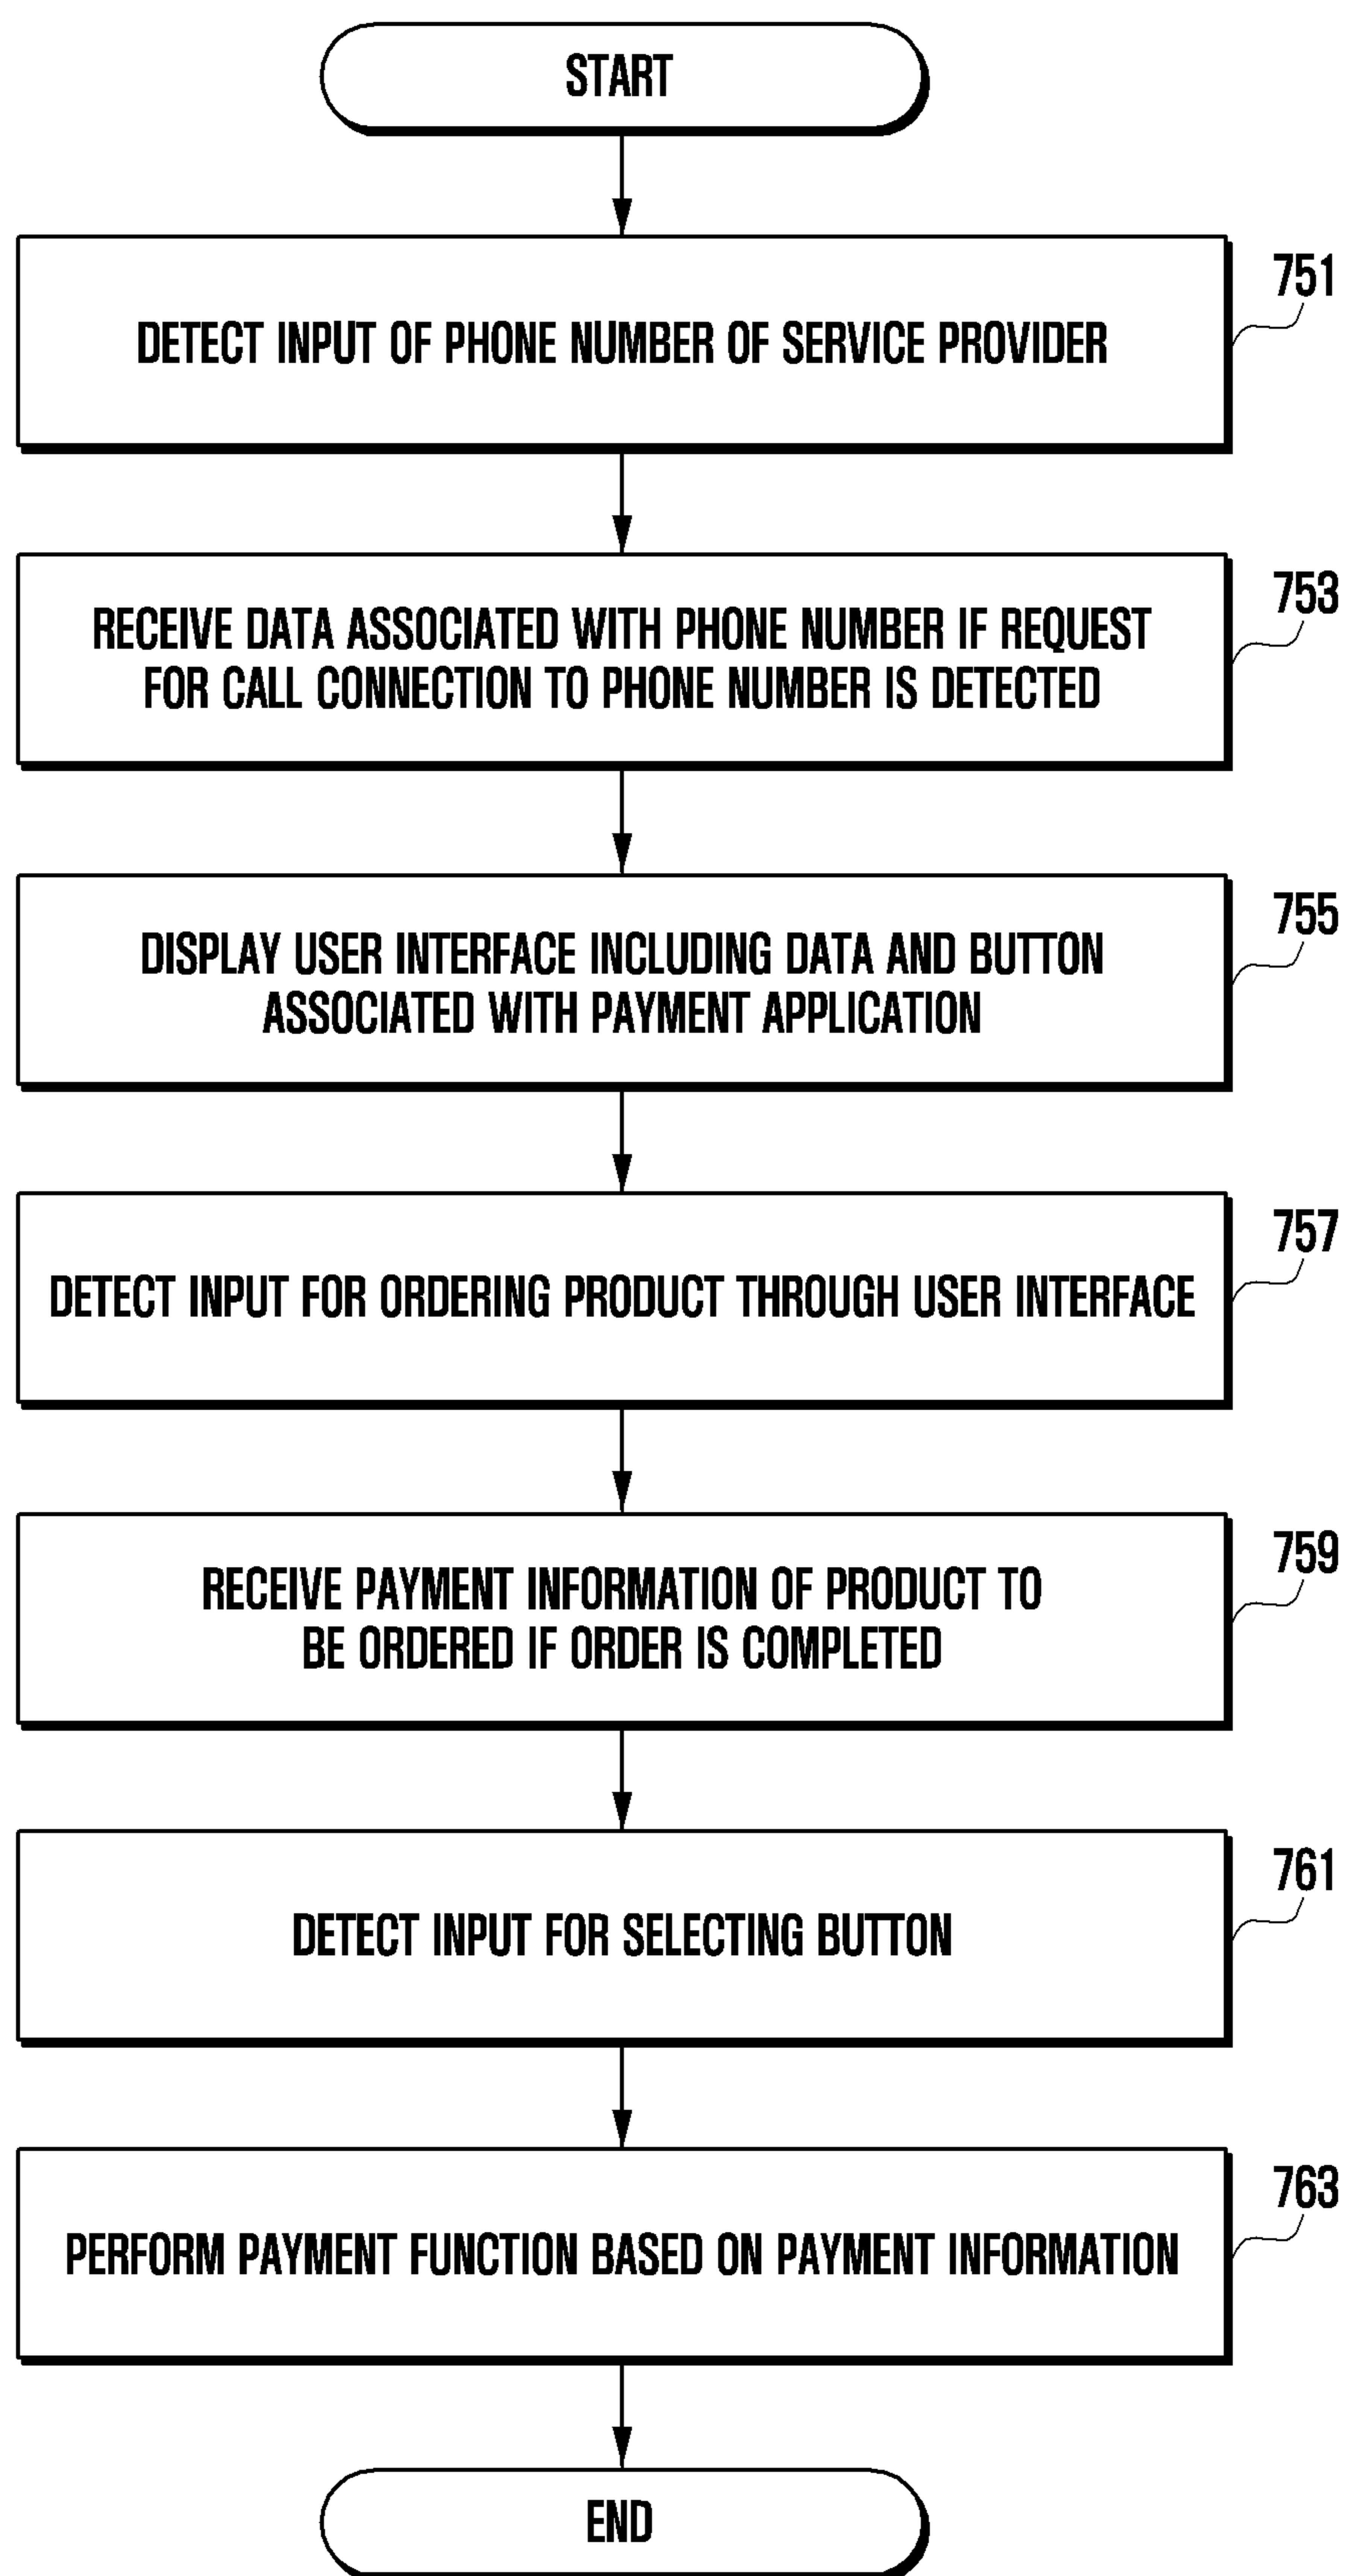 START
751
DETECT INPUT OF PHONE NUMBER OF SERVICE PROVIDER
753
RECEIVE DATA ASSOCIATED WITH PHONE NUMBER IF REQUEST
FOR CALL CONNECTION TO PHONE NUMBER IS DETECTED
755
DISPLAY USER INTERFACE INCLUDING DATA AND BUTTON
ASSOCIATED WITH PAYMENT APPLICATION
757
DETECT INPUT FOR ORDERING PRODUCT THROUGH USER INTERFACE
759
RECEIVE PAYMENT INFORMATION OF PRODUCT TO
BE ORDERED IF ORDER IS COMPLETED
761
DETECT INPUT FOR SELECTING BUTTON
763
PERFORM PAYMENT FUNCTION BASED ON PAYMENT INFORMATION
END